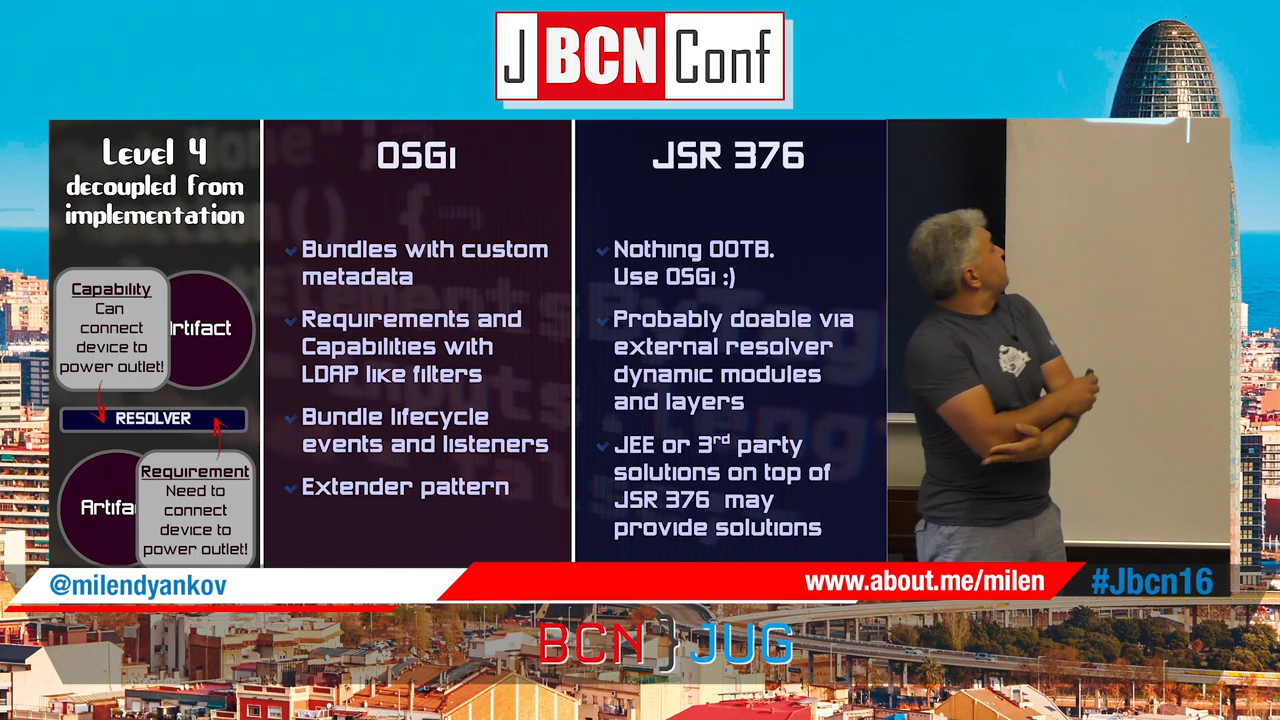 J BCN Conf
Level 4
decoupled from
implementation
Capability
Can
connect
device to
power outlet!
Artifact
RESOLVER
Requirement
Need to
connect
device to
power outlet!
Artifa
OSGi
Bundles with custom
metadata
Requirements and
Capabilities with
LDAP like filters
Bundle lifecycle
events and listeners
Extender pattern
JSR 376
Nothing OOTB.
Use OSGi :)
Probably doable via
external resolver
dynamic modules
and layers
JEE or 3rd party
solutions on top of
JSR 376 may
provide solutions
@milendyankov
www.about.me/milen
#Jbcn16
BCN JUG